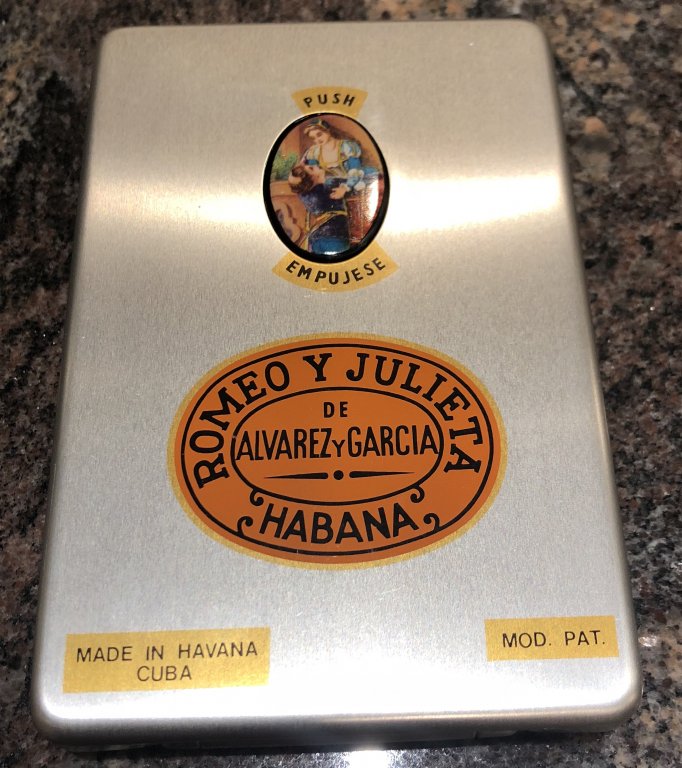 PUSH
EMPUJESE
ROMEO Y JULIETA
DE
ALVAREZ Y GARCIA
HABANA
MADE IN HAVANA
CUBA
MOD. PAT.